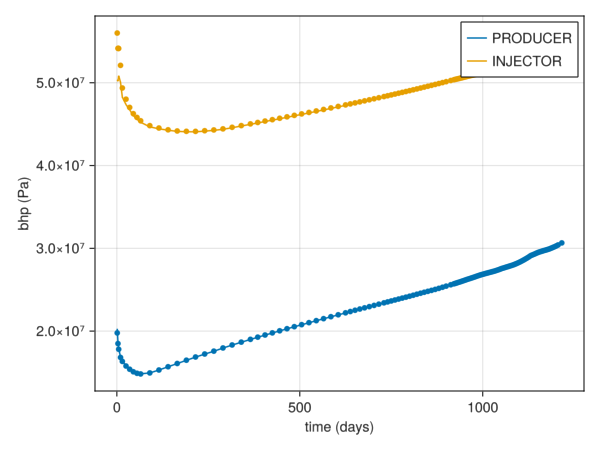 PRODUCER
INJECTOR
5.0×10⁷
4.0×10⁷
3.0×10⁷
2.0×10⁷
bhp (Pa)
0 500 1000
time (days)